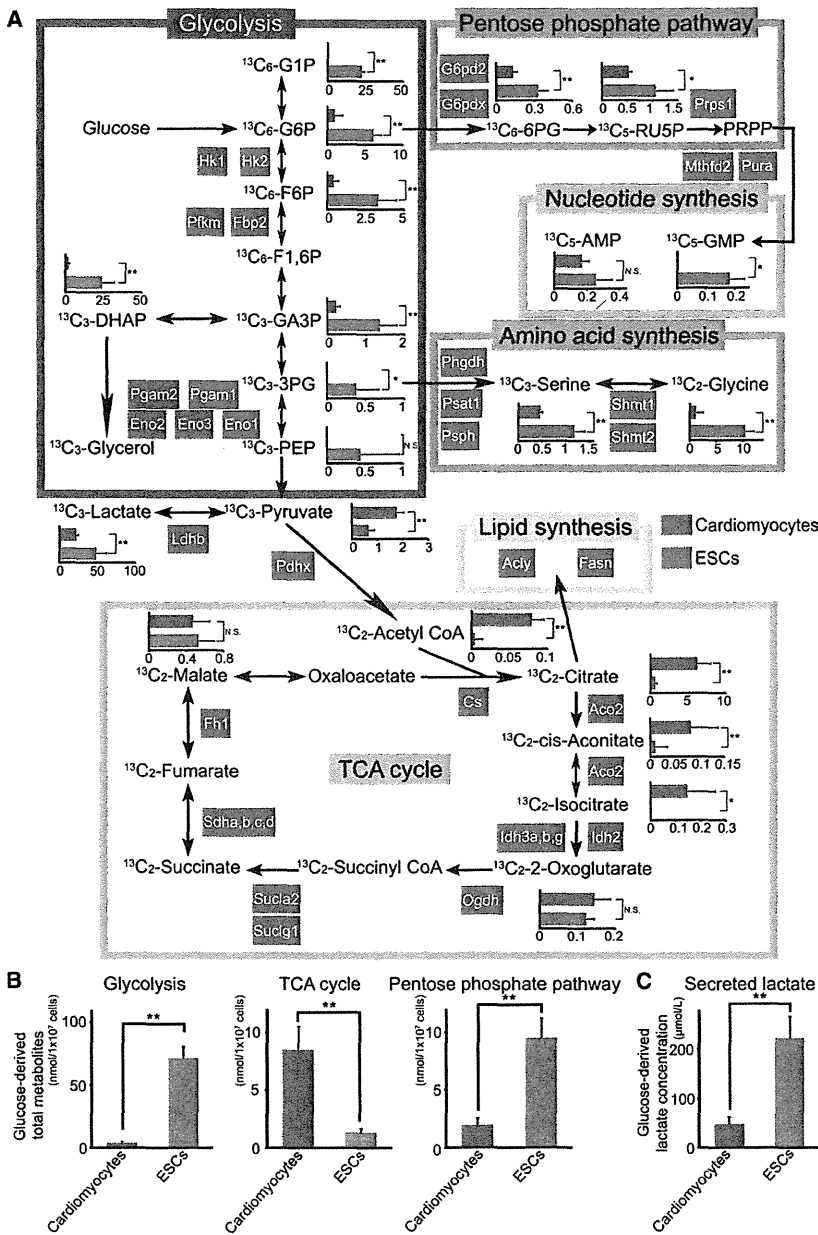 A
Glycolysis
Pentose phosphate pathway
¹³C₆-G1P
**
0 25 50
G6pd2
G6pdx
**
0 0.3 0.6
*
0 0.5 1 1.5
Prps1
Glucose
¹³C₆-G6P
**
0 5 10
¹³C₆-6PG
¹³C₅-RU5P
PRPP
Hk1 Hk2
Mthfd2 Pura
¹³C₆-F6P
**
0 2.5 5
Nucleotide synthesis
Pfkm Fbp2
¹³C₅-AMP
¹³C₅-GMP
¹³C₆-F1,6P
N.S.
0 0.2 0.4
*
0 0.1 0.2
**
0 25 50
¹³C₃-DHAP
¹³C₃-GA3P
**
0 1 2
Amino acid synthesis
Phgdh
¹³C₃-3PG
*
0 0.5 1
¹³C₃-Serine
¹³C₂-Glycine
Pgam2 Pgam1
Psat1
Shmt1
Eno2 Eno3 Eno1
Psph
**
0 0.5 1 1.5
Shmt2
**
0 5 10
¹³C₃-Glycerol
¹³C₃-PEP
N.S
0 0.5 1
¹³C₃-Lactate
¹³C₃-Pyruvate
**
0 1 2 3
**
0 50 100
Ldhb
Pdhx
Lipid synthesis
Acly Fasn
Cardiomyocytes
ESCs
N.S.
0 0.4 0.8
¹³C₂-Acetyl CoA
**
0 0.05 0.1
¹³C₂-Malate
Oxaloacetate
¹³C₂-Citrate
**
0 5 10
Cs
Aco2
Fh1
¹³C₂-cis-Aconitate
**
0 0.05 0.1 0.15
¹³C₂-Fumarate
TCA cycle
Aco2
¹³C₂-Isocitrate
*
0 0.1 0.2 0.3
Sdha,b,c,d
Idh3a,b,g Idh2
¹³C₂-Succinate
¹³C₂-Succinyl CoA
¹³C₂-2-Oxoglutarate
Sucla2
Suclg1
Ogdh
N.S.
0 0.1 0.2
B
Glycolysis
Glucose-derived
total metabolites
(nmol/1x10⁷ cells)
100
50
0
**
Cardiomyocytes
ESCs
TCA cycle
(nmol/1x10⁷ cells)
10
5
0
**
Cardiomyocytes
ESCs
Pentose phosphate pathway
(nmol/1x10⁷ cells)
10
5
0
**
Cardiomyocytes
ESCs
C
Secreted lactate
Glucose-derived
lactate concentration
(μmol/L)
200
100
0
**
Cardiomyocytes
ESCs